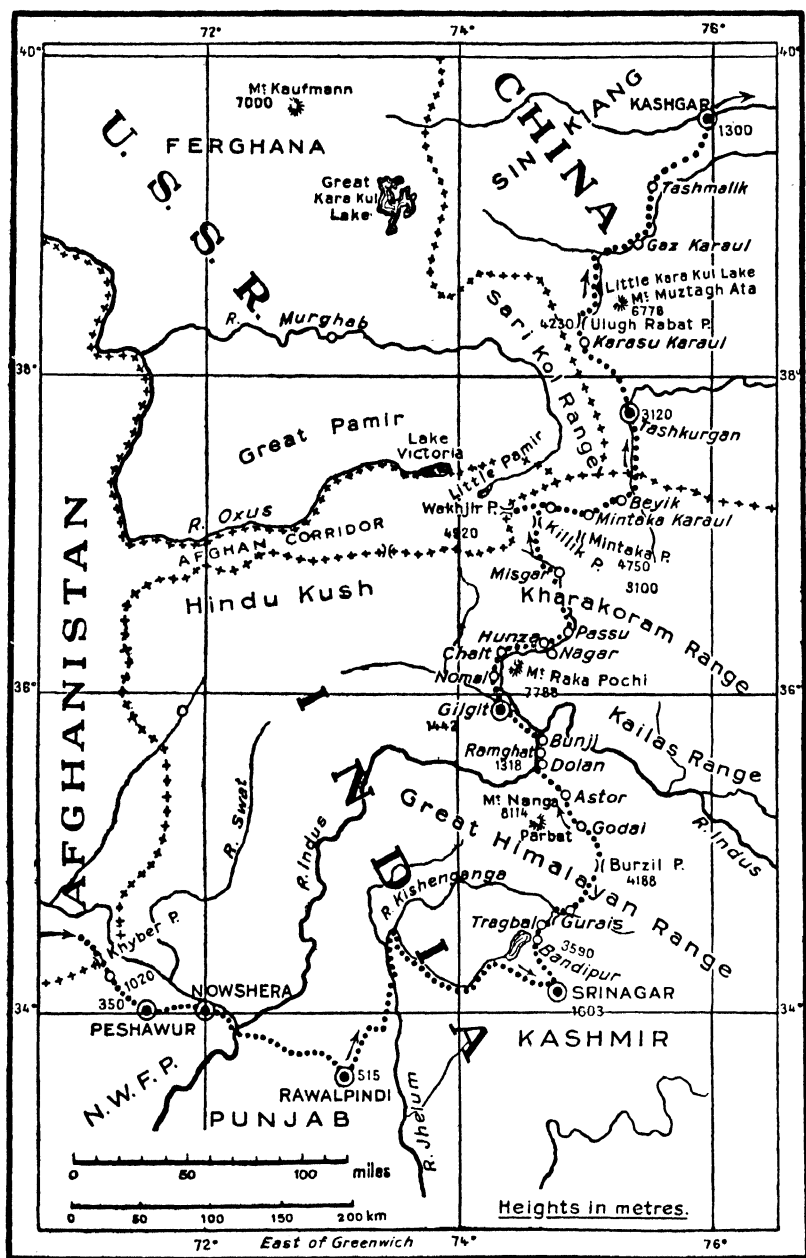 72°
74°
76°
40°
40°
Mt Kaufmann
7000
U. S. S. R.
FERGHANA
CHINA
SIN KIANG
KASHGAR
1300
Great
Kara Kul
Lake
Tashmalik
Gaz Karaul
Little Kara Kul Lake
Mt. Muztagh Ata
6778
4230 Ulugh Rabat P.
Karasu Karaul
R. Murghab
Sari Kol Range
38°
38°
3120
Tashkurgan
Great Pamir
Lake
Victoria
Little Pamir
Wakhjir P.
4920
Beyik
Mintaka Karaul
R. Oxus
AFGHAN CORRIDOR
Killik P.
Mintaka P.
4750
3100
Misgar
Hindu Kush
Kharakoram Range
AFGHANISTAN
Hunza
Passu
Chalt
Nagar
Nomal
Mt Raka Pochi
7788
36°
36°
Gilgit
1442
Kailas Range
Bunji
Ramghat
1318
Dolan
INDIA
Astor
Mt Nanga
8114
Parbat
Godai
R. Indus
R. Swat
R. Indus
Great Himalayan Range
Burzil P.
4188
R. Kishenganga
Tragbal
Gurais
3590
Bandipur
Khyber P.
1020
350
NOWSHERA
PESHAWUR
SRINAGAR
1603
34°
34°
KASHMIR
515
RAWALPINDI
N.W.F.P.
PUNJAB
R. Jhelum
0 50 100 miles
0 50 100 150 200 km
Heights in metres.
72°
East of Greenwich
74°
76°